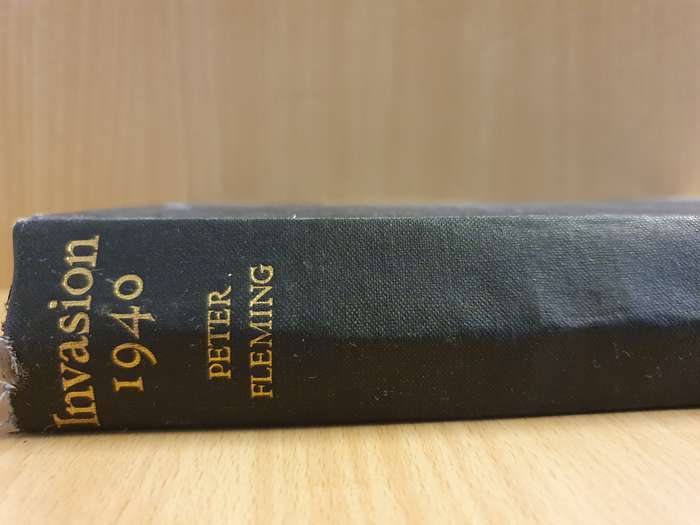 Invasion
1940
PETER
FLEMING